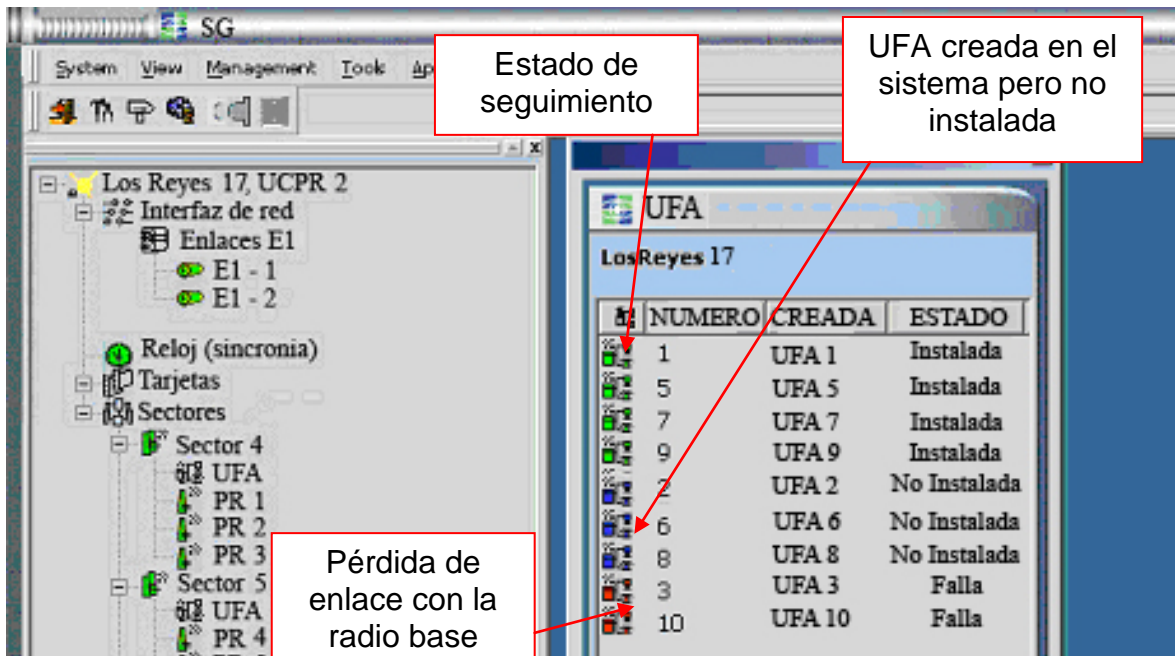 SG
System View Management Tools Ap
Estado de
seguimiento
UFA creada en el
sistema pero no
instalada
Los Reyes 17, UCPR 2
Interfaz de red
Enlaces E1
E1 - 1
E1 - 2
Reloj (sincronia)
Tarjetas
Sectores
Sector 4
UFA
PR 1
PR 2
PR 3
Sector 5
UFA
PR 4
Pérdida de
enlace con la
radio base
UFA
LosReyes 17
NUMERO CREADA ESTADO
1 UFA 1 Instalada
5 UFA 5 Instalada
7 UFA 7 Instalada
9 UFA 9 Instalada
2 UFA 2 No Instalada
6 UFA 6 No Instalada
8 UFA 8 No Instalada
3 UFA 3 Falla
10 UFA 10 Falla